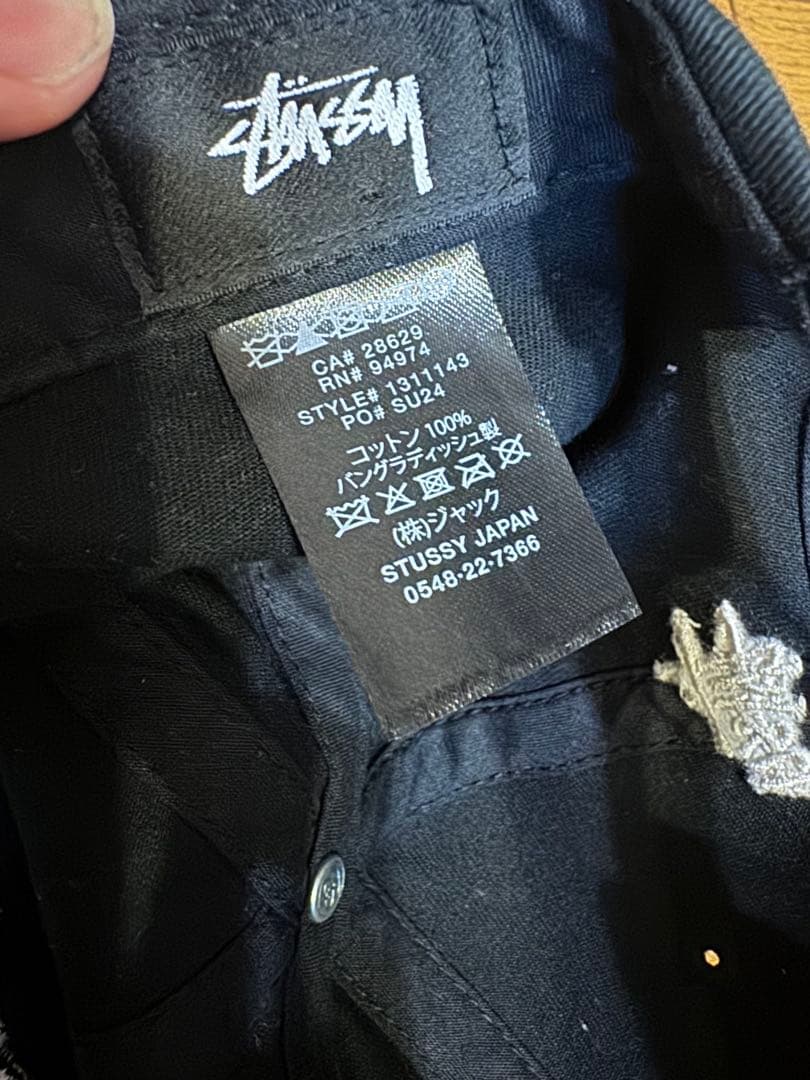 STÜSSY
CA# 28629
RN# 94974
STYLE# 1311143
PO# SU24
コットン 100%
バングラディッシュ製
(株)ジャック
STUSSY JAPAN
0548-22-7366